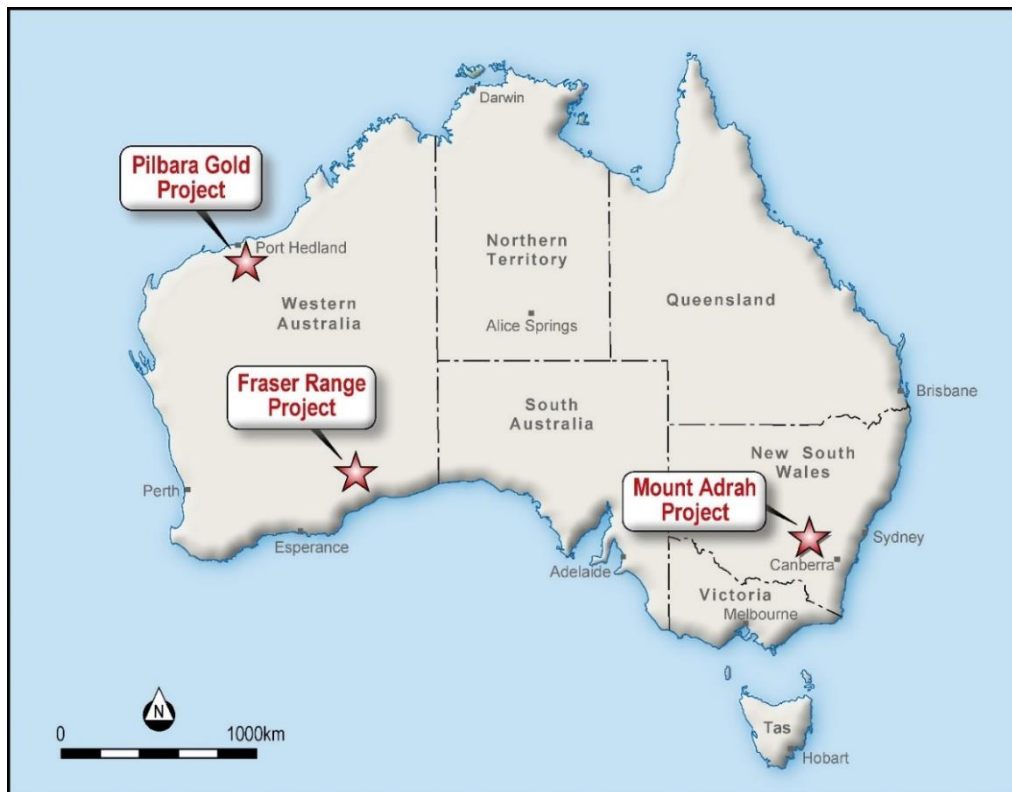 Darwin
Pilbara Gold
Project
Port Hedland
Northern
Territory
Western
Australia
Queensland
Alice Springs
Fraser Range
Project
South
Australia
Brisbane
New South
Wales
Perth
Mount Adrah
Project
Esperance
Sydney
Adelaide
Canberra
Victoria
Melbourne
N
0 1000km
Tas
Hobart